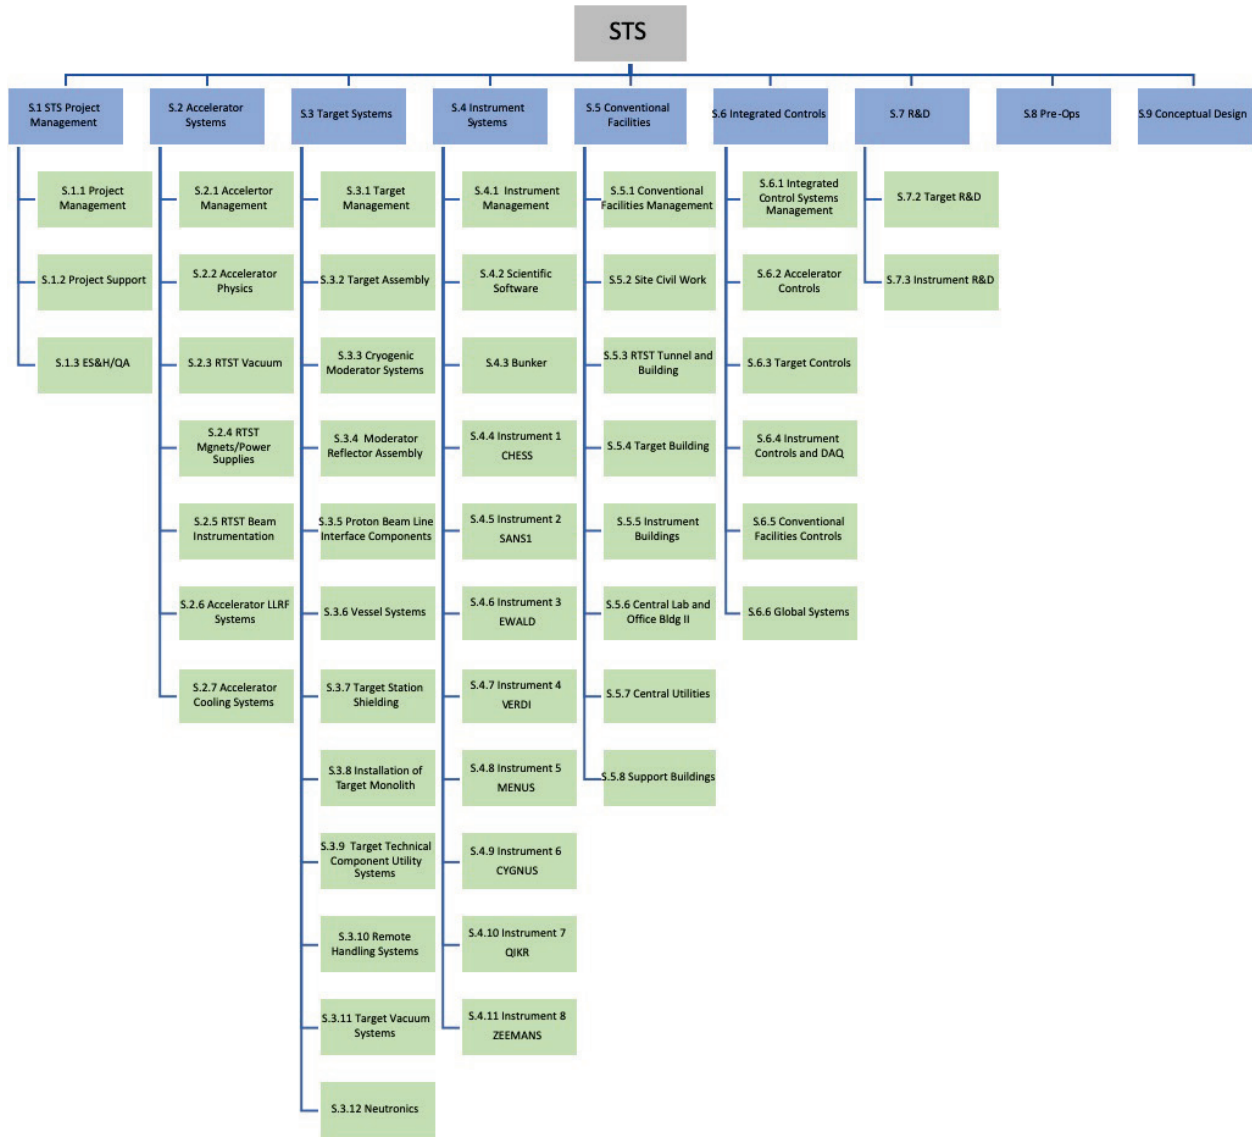 STS
S.1 STS Project
Management
S.2 Accelerator
Systems
S.3 Target Systems
S.4 Instrument
Systems
S.5 Conventional
Facilities
S.6 Integrated Controls
S.7 R&D
S.8 Pre-Ops
S.9 Conceptual Design
S.1.1 Project
Management
S.1.2 Project Support
S.1.3 ES&H/QA
S.2.1 Accelertor
Management
S.2.2 Accelerator
Physics
S.2.3 RTST Vacuum
S.2.4 RTST
Mgnets/Power
Supplies
S.2.5 RTST Beam
Instrumentation
S.2.6 Accelerator LLRF
Systems
S.2.7 Accelerator
Cooling Systems
S.3.1 Target
Management
S.3.2 Target Assembly
S.3.3 Cryogenic
Moderator Systems
S.3.4 Moderator
Reflector Assembly
S.3.5 Proton Beam Line
Interface Components
S.3.6 Vessel Systems
S.3.7 Target Station
Shielding
S.3.8 Installation of
Target Monolith
S.3.9 Target Technical
Component Utility
Systems
S.3.10 Remote
Handling Systems
S.3.11 Target Vacuum
Systems
S.3.12 Neutronics
S.4.1 Instrument
Management
S.4.2 Scientific
Software
S.4.3 Bunker
S.4.4 Instrument 1
CHESS
S.4.5 Instrument 2
SANS1
S.4.6 Instrument 3
EWALD
S.4.7 Instrument 4
VERDI
S.4.8 Instrument 5
MENUS
S.4.9 Instrument 6
CYGNUS
S.4.10 Instrument 7
QIKR
S.4.11 Instrument 8
ZEEMANS
S.5.1 Conventional
Facilities Management
S.5.2 Site Civil Work
S.5.3 RTST Tunnel and
Building
S.5.4 Target Building
S.5.5 Instrument
Buildings
S.5.6 Central Lab and
Office Bldg II
S.5.7 Central Utilities
S.5.8 Support Buildings
S.6.1 Integrated
Control Systems
Management
S.6.2 Accelerator
Controls
S.6.3 Target Controls
S.6.4 Instrument
Controls and DAQ
S.6.5 Conventional
Facilities Controls
S.6.6 Global Systems
S.7.2 Target R&D
S.7.3 Instrument R&D